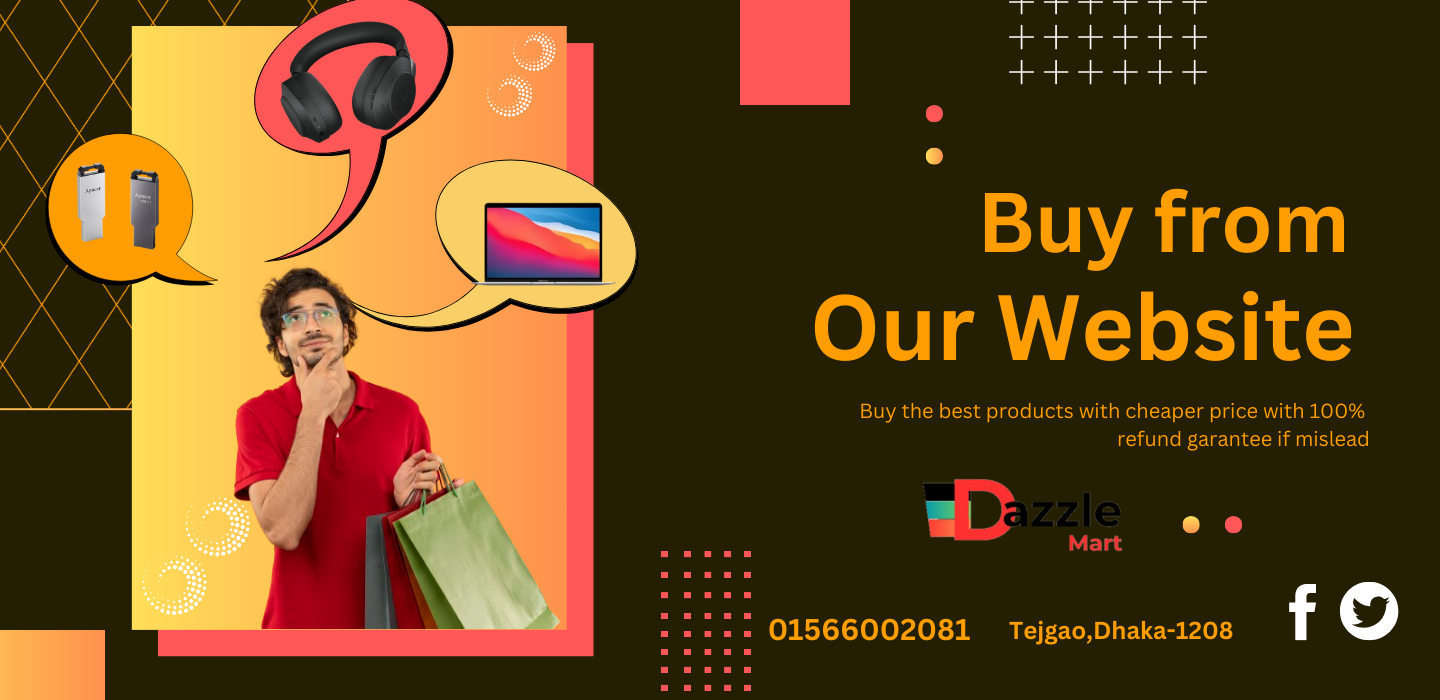 Apacer
Apacer
Buy from
Our Website
Buy the best products with cheaper price with 100%
refund garantee if mislead
Dazzle
Mart
01566002081
Tejgao,Dhaka-1208